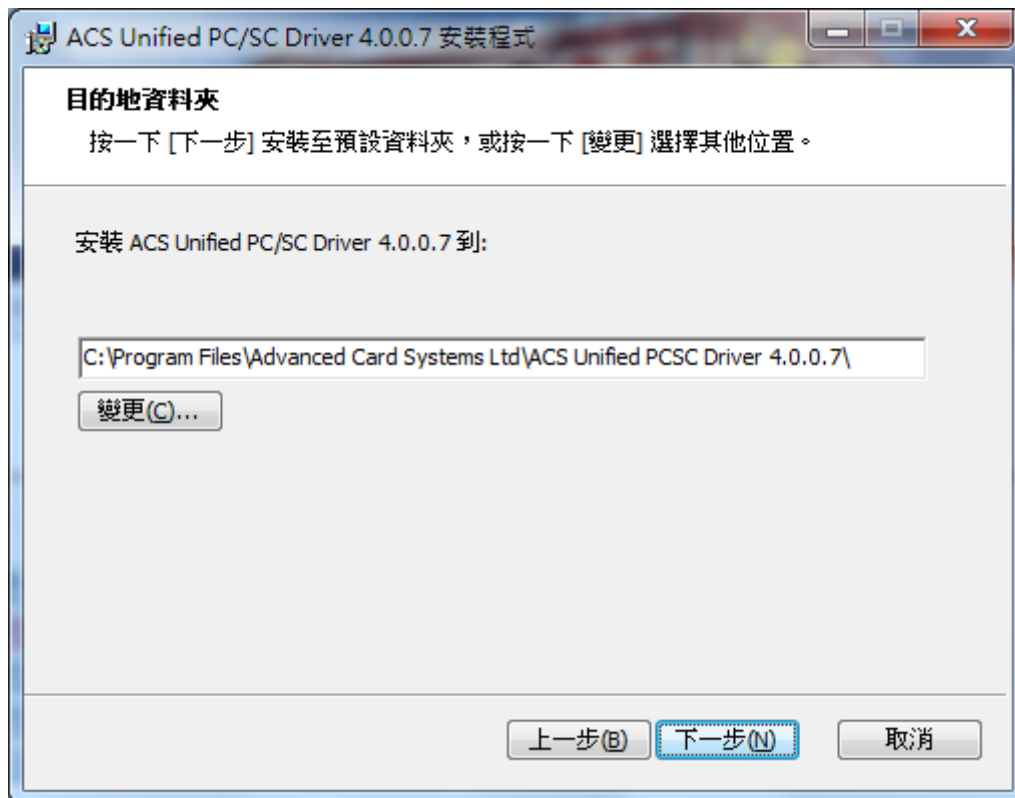 ACS Unified PC/SC Driver 4.0.0.7 安裝程式
目的地資料夾
按一下 [下一步] 安裝至預設資料夾，或按一下 [變更] 選擇其他位置。
安裝 ACS Unified PC/SC Driver 4.0.0.7 到:
C:\Program Files\Advanced Card Systems Ltd\ACS Unified PCSC Driver 4.0.0.7\
變更(C)...
上一步(B) 下一步(N) 取消